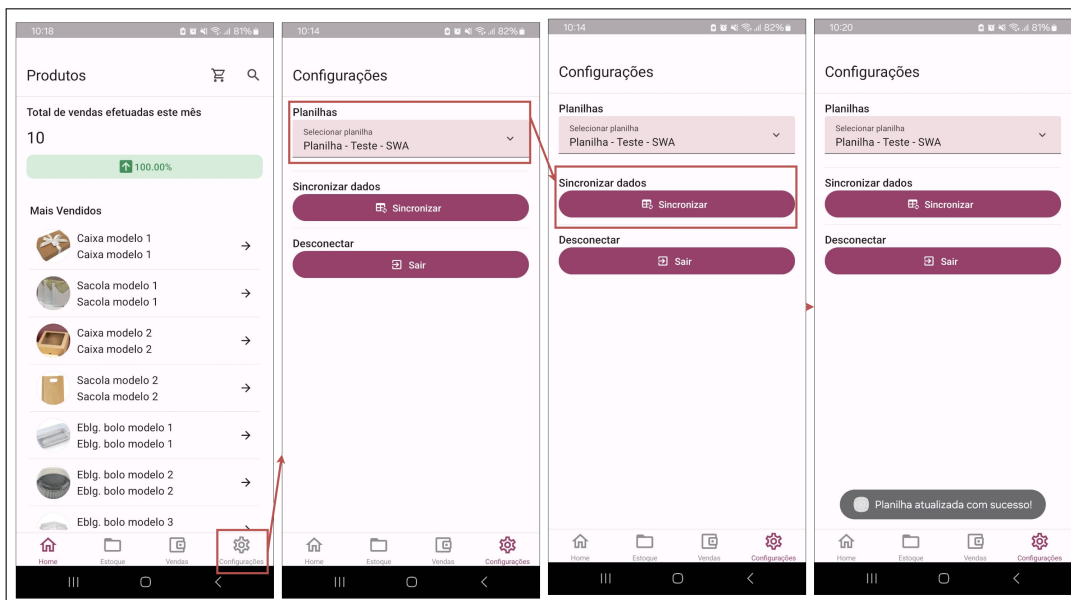 10:18 81%
Produtos
Total de vendas efetuadas este mês
10
100.00%
Mais Vendidos
Caixa modelo 1
Caixa modelo 1
Sacola modelo 1
Sacola modelo 1
Caixa modelo 2
Caixa modelo 2
Sacola modelo 2
Sacola modelo 2
Eblg. bolo modelo 1
Eblg. bolo modelo 1
Eblg. bolo modelo 2
Eblg. bolo modelo 2
Eblg. bolo modelo 3
Home Estoque Vendas Configurações
10:14 82%
Configurações
Planilhas
Selecionar planilha
Planilha - Teste - SWA
Sincronizar dados
Sincronizar
Desconectar
Sair
Home Estoque Vendas Configurações
10:14 82%
Configurações
Planilhas
Selecionar planilha
Planilha - Teste - SWA
Sincronizar dados
Sincronizar
Desconectar
Sair
Home Estoque Vendas Configurações
10:20 81%
Configurações
Planilhas
Selecionar planilha
Planilha - Teste - SWA
Sincronizar dados
Sincronizar
Desconectar
Sair
Planilha atualizada com sucesso!
Home Estoque Vendas Configurações